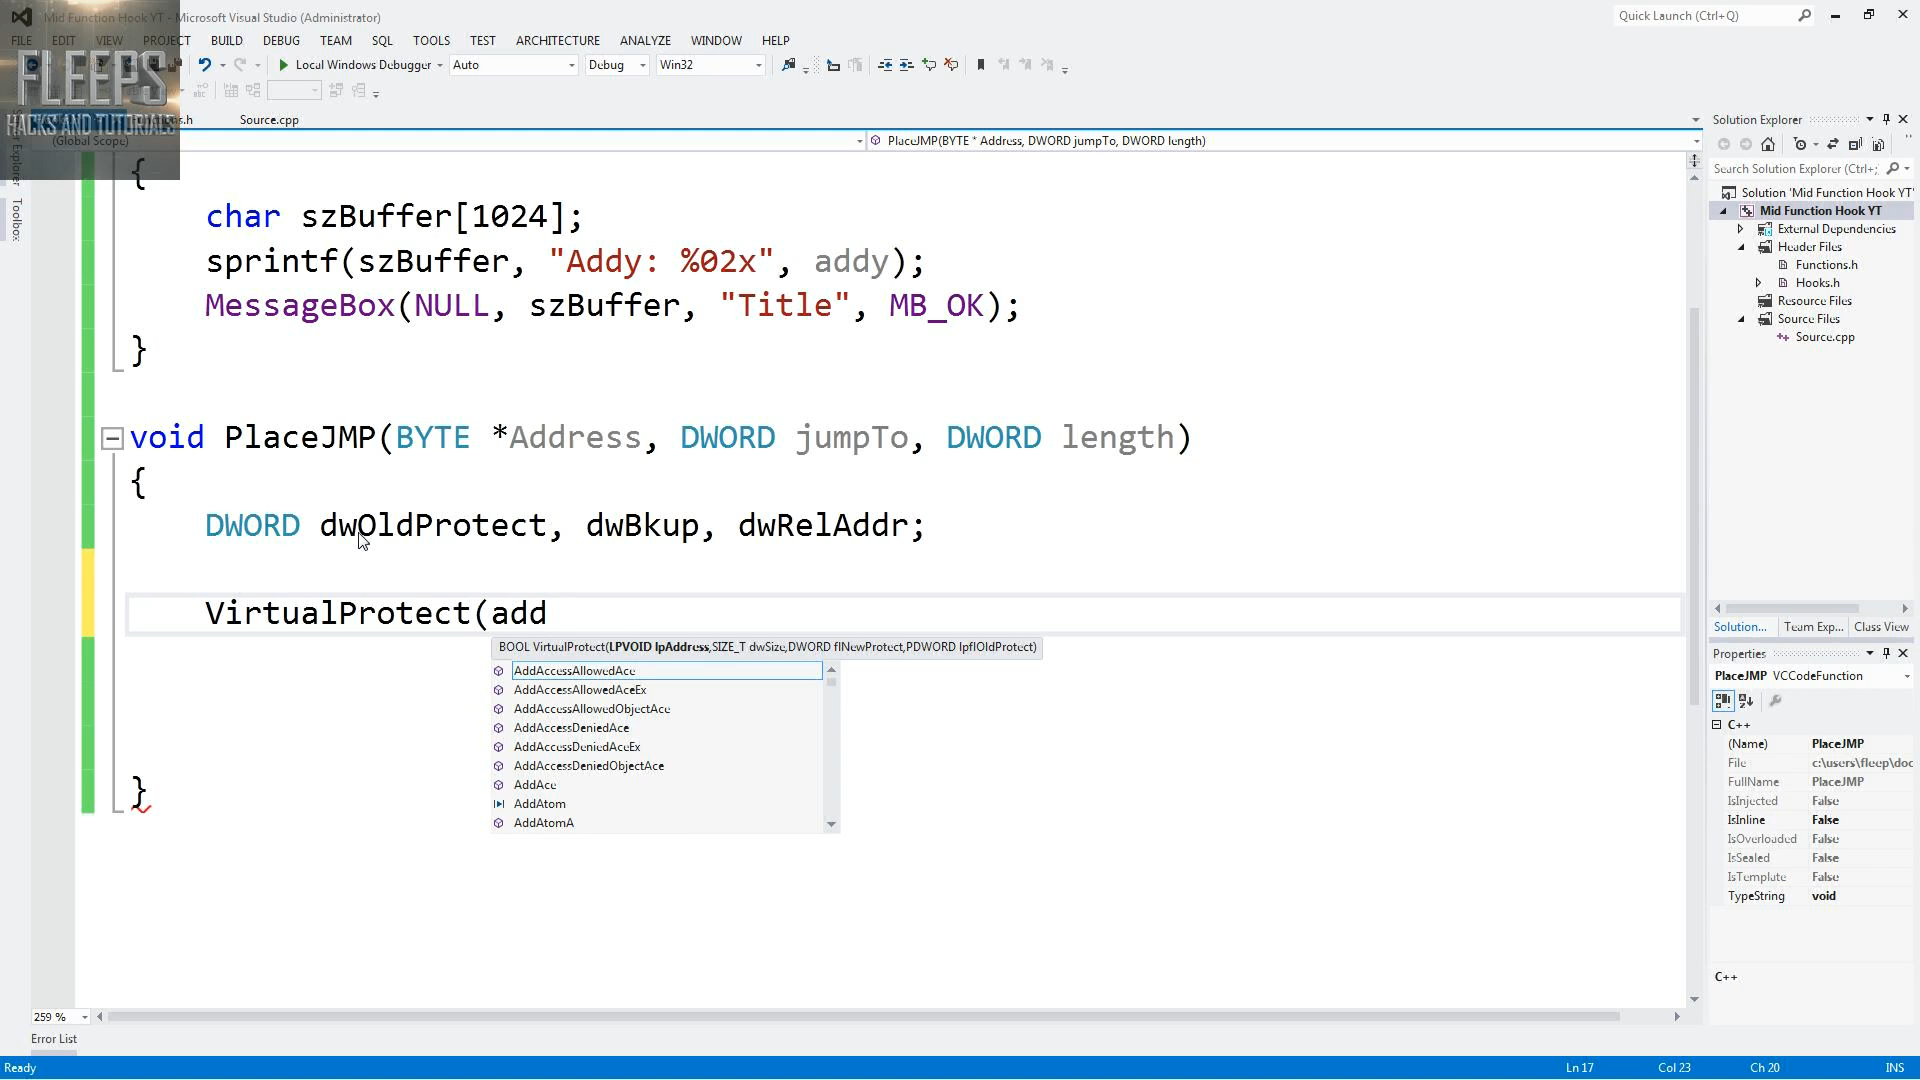 Mid Function Hook YT - Microsoft Visual Studio (Administrator)
Quick Launch (Ctrl+Q)
FILE EDIT VIEW PROJECT BUILD DEBUG TEAM SQL TOOLS TEST ARCHITECTURE ANALYZE WINDOW HELP
Local Windows Debugger Auto Debug Win32
FLEEPS
HACKS AND TUTORIALS
Source.cpp
(Global Scope)
PlaceJMP(BYTE * Address, DWORD jumpTo, DWORD length)
Toolbox
{
char szBuffer[1024];
sprintf(szBuffer, "Addy: %02x", addy);
MessageBox(NULL, szBuffer, "Title", MB_OK);
}
void PlaceJMP(BYTE *Address, DWORD jumpTo, DWORD length)
{
DWORD dwOldProtect, dwBkup, dwRelAddr;
VirtualProtect(add
BOOL VirtualProtect(LPVOID lpAddress,SIZE_T dwSize,DWORD flNewProtect,PDWORD lpflOldProtect)
AddAccessAllowedAce
AddAccessAllowedAceEx
AddAccessAllowedObjectAce
AddAccessDeniedAce
AddAccessDeniedAceEx
AddAccessDeniedObjectAce
AddAce
AddAtom
AddAtomA
}
259 %
Error List
Ready
Ln 17 Col 23 Ch 20 INS
Solution Explorer
Search Solution Explorer (Ctrl+;
Solution 'Mid Function Hook YT'
Mid Function Hook YT
External Dependencies
Header Files
Functions.h
Hooks.h
Resource Files
Source Files
Source.cpp
Solution... Team Exp... Class View
Properties
PlaceJMP VCCodeFunction
C++
(Name) PlaceJMP
File c:\users\fleep\doc
FullName PlaceJMP
IsInjected False
IsInline False
IsOverloaded False
IsSealed False
IsTemplate False
TypeString void
C++